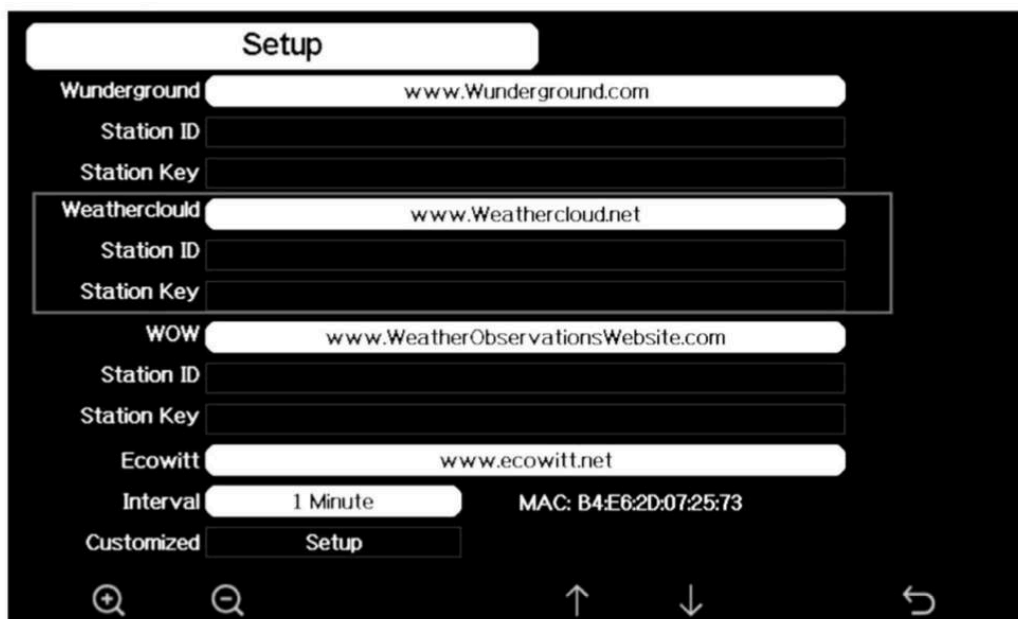 Setup
Wunderground www.Wunderground.com
Station ID
Station Key
Weatherclould www.Weathercloud.net
Station ID
Station Key
WOW www.WeatherObservationsWebsite.com
Station ID
Station Key
Ecowitt www.ecowitt.net
Interval 1 Minute MAC: B4:E6:2D:07:25:73
Customized Setup